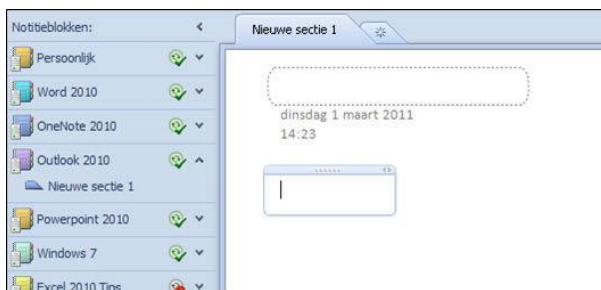 Notitieblokken:
Persoonlijk
Word 2010
OneNote 2010
Outlook 2010
Nieuwe sectie 1
Powerpoint 2010
Windows 7
Excel 2010 Tips
Nieuwe sectie 1
dinsdag 1 maart 2011
14:23